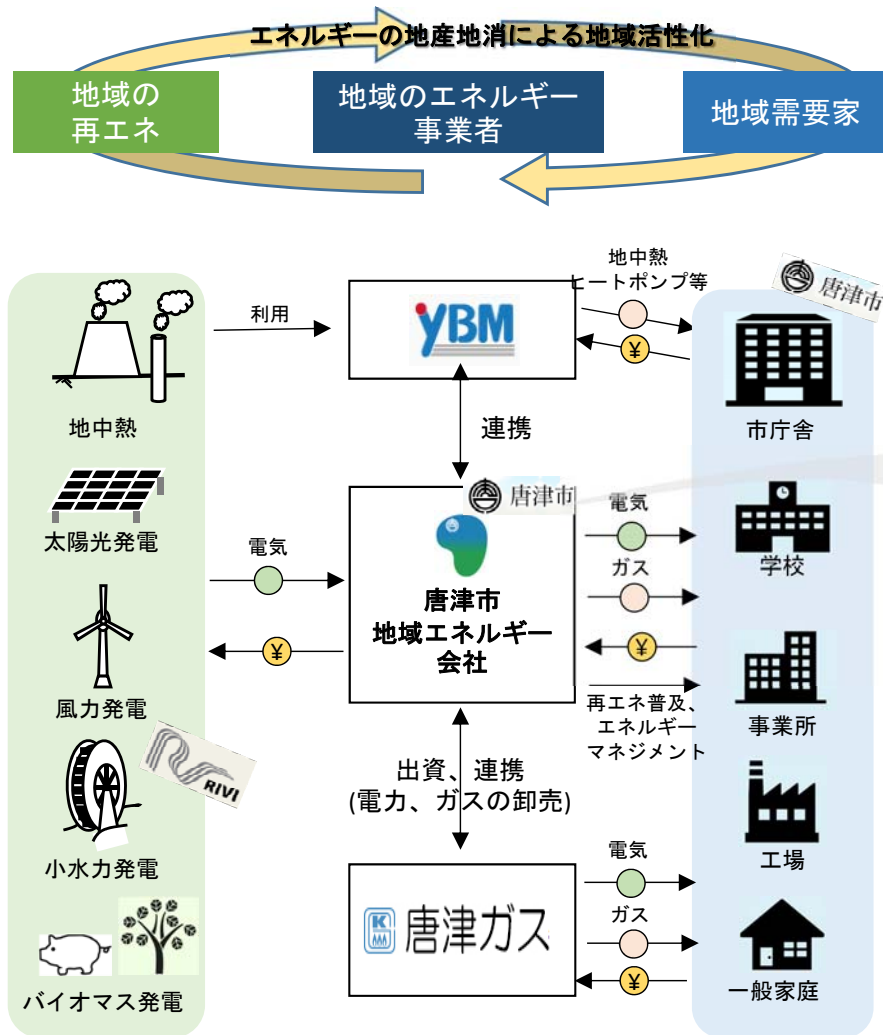 エネルギーの地産地消による地域活性化
地域の
再エネ
地域のエネルギー
事業者
地域需要家
地中熱
ヒートポンプ等
唐津市
利用
YBM
¥
地中熱
市庁舎
連携
唐津市
電気
太陽光発電
電気
ガス
学校
唐津市
地域エネルギー
会社
¥
¥
風力発電
再エネ普及、
エネルギー
マネジメント
事業所
RIVI
出資、連携
(電力、ガスの卸売)
小水力発電
工場
電気
K
唐津ガス
ガス
¥
バイオマス発電
一般家庭